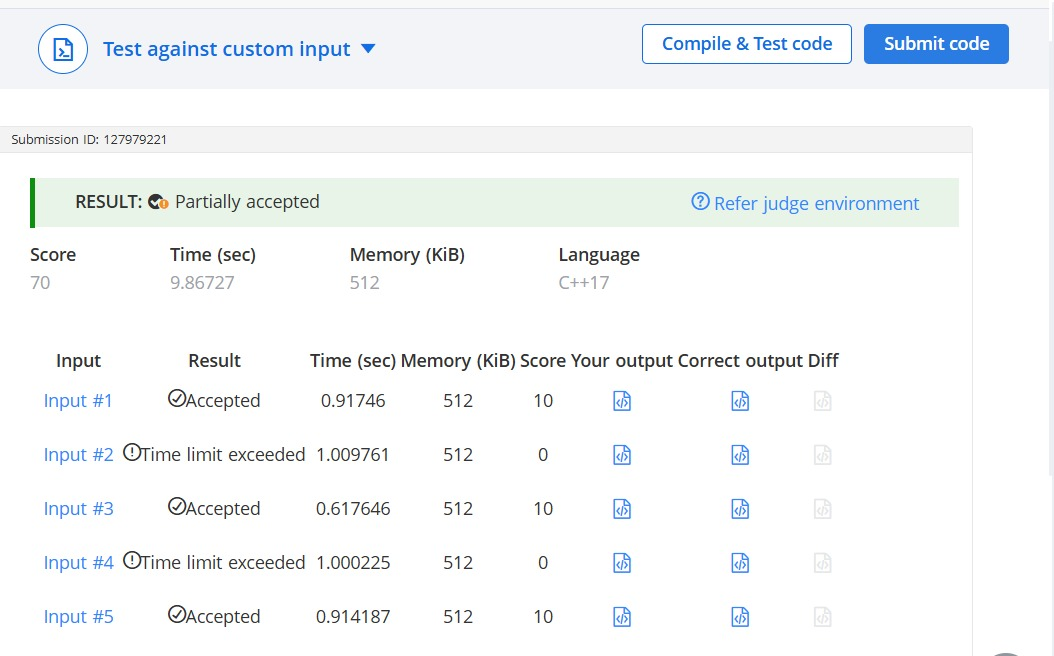 Test against custom input
Compile & Test code
Submit code
Submission ID: 127979221
RESULT: Partially accepted
Refer judge environment
Score Time (sec) Memory (KiB) Language
70 9.86727 512 C++17
Input Result Time (sec) Memory (KiB) Score Your output Correct output Diff
Input #1 Accepted 0.91746 512 10
Input #2 Time limit exceeded 1.009761 512 0
Input #3 Accepted 0.617646 512 10
Input #4 Time limit exceeded 1.000225 512 0
Input #5 Accepted 0.914187 512 10